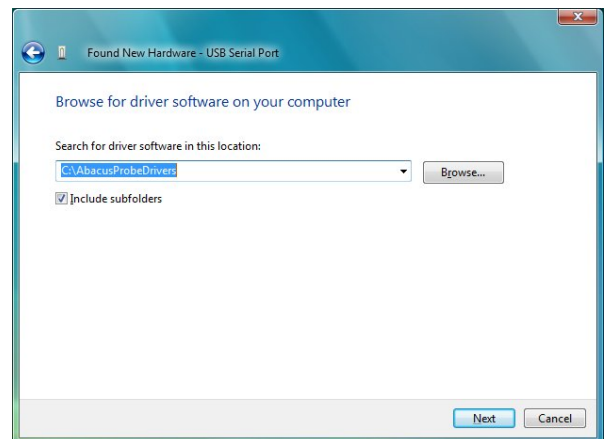 Found New Hardware - USB Serial Port
Browse for driver software on your computer
Search for driver software in this location:
C:\AbacusProbeDrivers
Browse...
Include subfolders
Next
Cancel